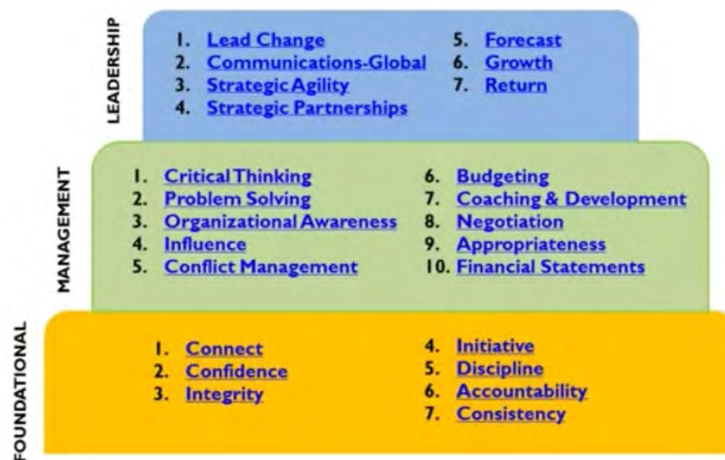 LEADERSHIP
1. Lead Change
2. Communications-Global
3. Strategic Agility
4. Strategic Partnerships
5. Forecast
6. Growth
7. Return
MANAGEMENT
1. Critical Thinking
2. Problem Solving
3. Organizational Awareness
4. Influence
5. Conflict Management
6. Budgeting
7. Coaching & Development
8. Negotiation
9. Appropriateness
10. Financial Statements
FOUNDATIONAL
1. Connect
2. Confidence
3. Integrity
4. Initiative
5. Discipline
6. Accountability
7. Consistency